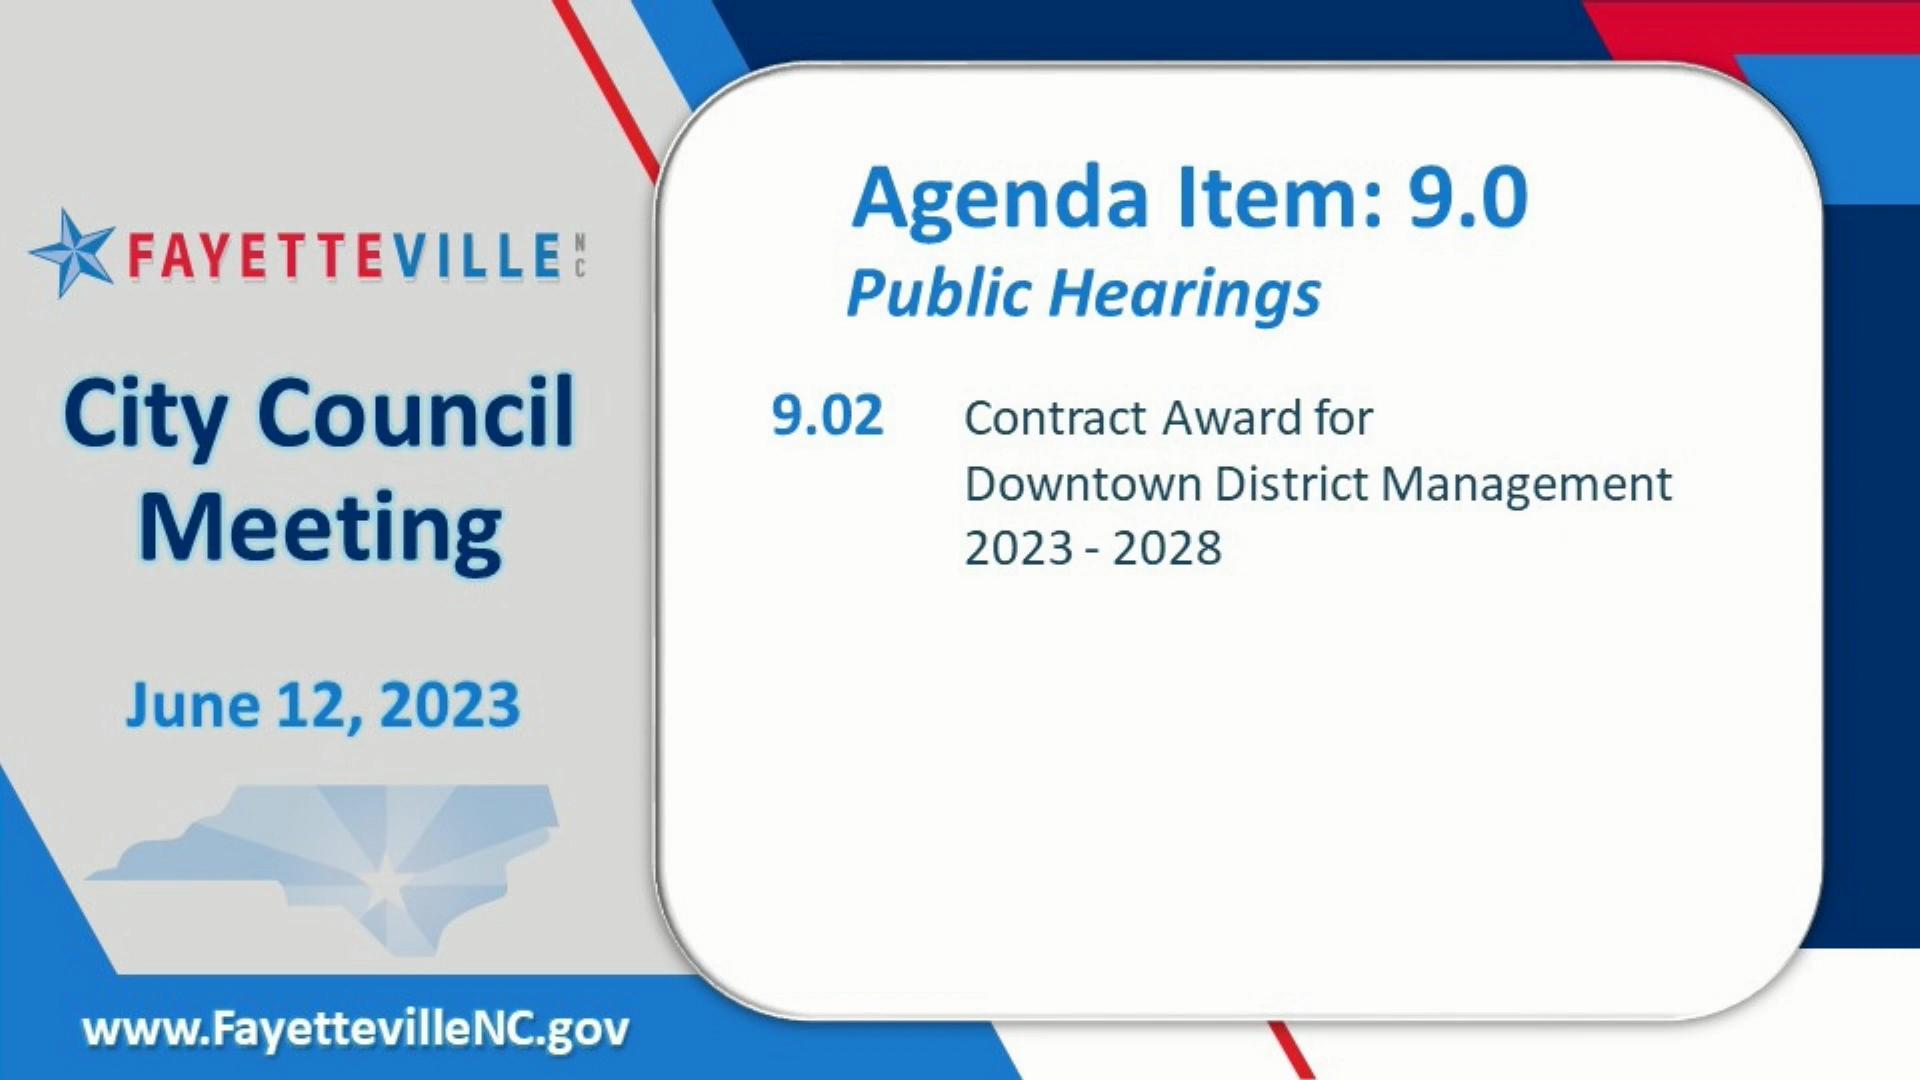 FAYETTEVILLE NC
City Council
Meeting
June 12, 2023
www.FayettevilleNC.gov
Agenda Item: 9.0
Public Hearings
9.02 Contract Award for
Downtown District Management
2023 - 2028